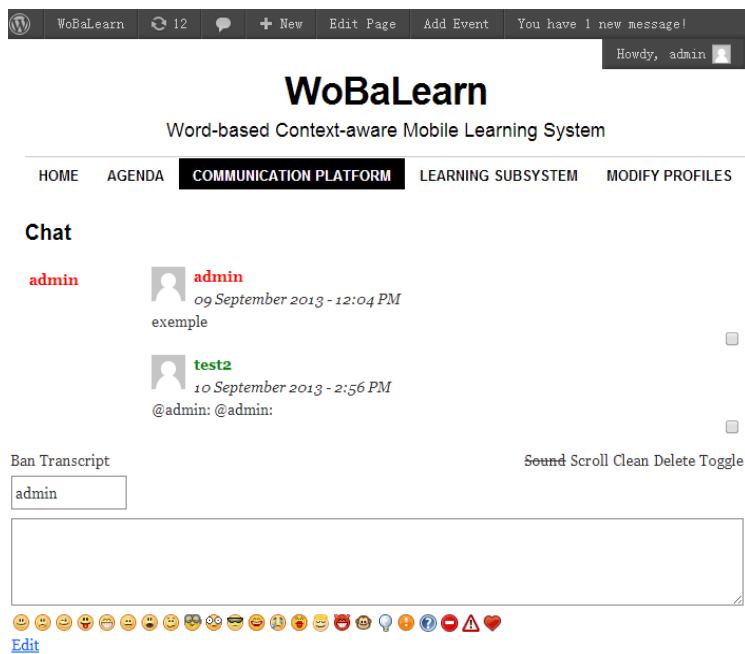 WoBaLearn 12 New Edit Page Add Event You have 1 new message!
Howdy, admin
WoBaLearn
Word-based Context-aware Mobile Learning System
HOME AGENDA COMMUNICATION PLATFORM LEARNING SUBSYSTEM MODIFY PROFILES
Chat
admin
admin
09 September 2013 - 12:04 PM
exemple
test2
10 September 2013 - 2:56 PM
@admin: @admin:
Ban Transcript
Sound Scroll Clean Delete Toggle
admin
Edit